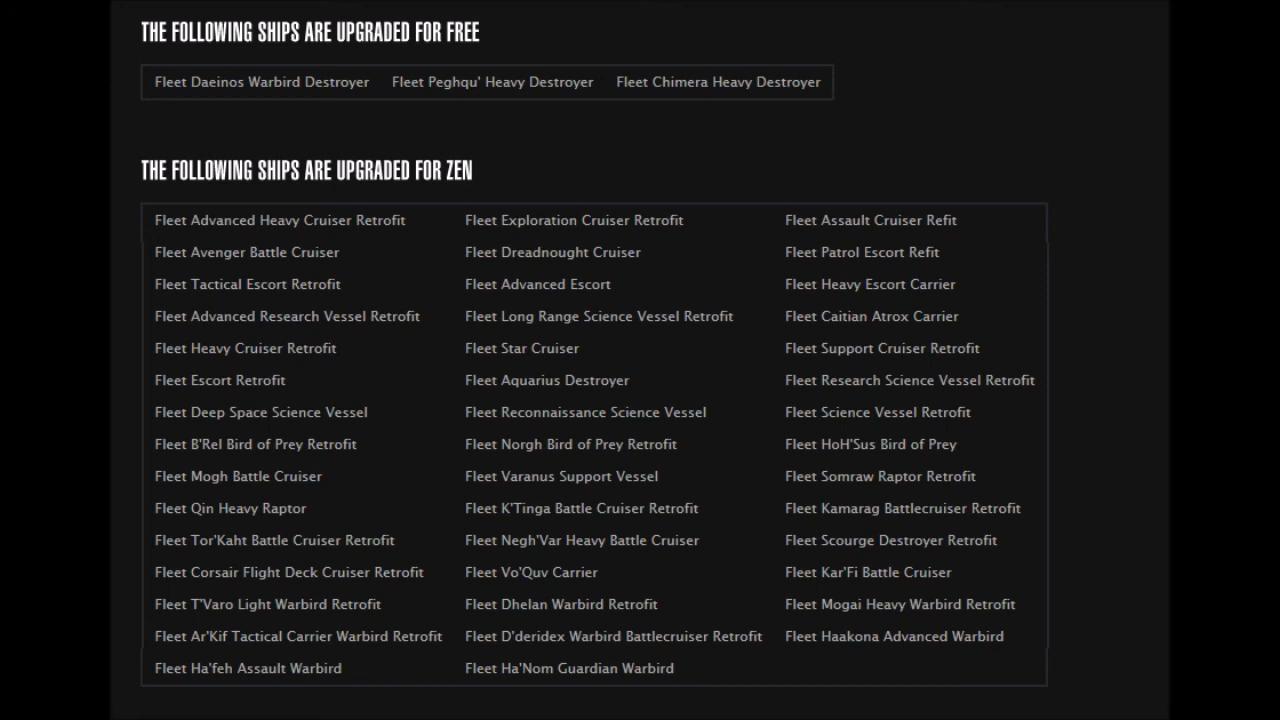 THE FOLLOWING SHIPS ARE UPGRADED FOR FREE
Fleet Daeinos Warbird Destroyer Fleet Peghqu' Heavy Destroyer Fleet Chimera Heavy Destroyer
THE FOLLOWING SHIPS ARE UPGRADED FOR ZEN
Fleet Advanced Heavy Cruiser Retrofit Fleet Exploration Cruiser Retrofit Fleet Assault Cruiser Refit
Fleet Avenger Battle Cruiser Fleet Dreadnought Cruiser Fleet Patrol Escort Refit
Fleet Tactical Escort Retrofit Fleet Advanced Escort Fleet Heavy Escort Carrier
Fleet Advanced Research Vessel Retrofit Fleet Long Range Science Vessel Retrofit Fleet Caitian Atrox Carrier
Fleet Heavy Cruiser Retrofit Fleet Star Cruiser Fleet Support Cruiser Retrofit
Fleet Escort Retrofit Fleet Aquarius Destroyer Fleet Research Science Vessel Retrofit
Fleet Deep Space Science Vessel Fleet Reconnaissance Science Vessel Fleet Science Vessel Retrofit
Fleet B'Rel Bird of Prey Retrofit Fleet Norgh Bird of Prey Retrofit Fleet HoH'Sus Bird of Prey
Fleet Mogh Battle Cruiser Fleet Varanus Support Vessel Fleet Somraw Raptor Retrofit
Fleet Qin Heavy Raptor Fleet K'Tinga Battle Cruiser Retrofit Fleet Kamarag Battlecruiser Retrofit
Fleet Tor'Kaht Battle Cruiser Retrofit Fleet Negh'Var Heavy Battle Cruiser Fleet Scourge Destroyer Retrofit
Fleet Corsair Flight Deck Cruiser Retrofit Fleet Vo'Quv Carrier Fleet Kar'Fi Battle Cruiser
Fleet T'Varo Light Warbird Retrofit Fleet Dhelan Warbird Retrofit Fleet Mogai Heavy Warbird Retrofit
Fleet Ar'Kif Tactical Carrier Warbird Retrofit Fleet D'deridex Warbird Battlecruiser Retrofit Fleet Haakona Advanced Warbird
Fleet Ha'feh Assault Warbird Fleet Ha'Nom Guardian Warbird